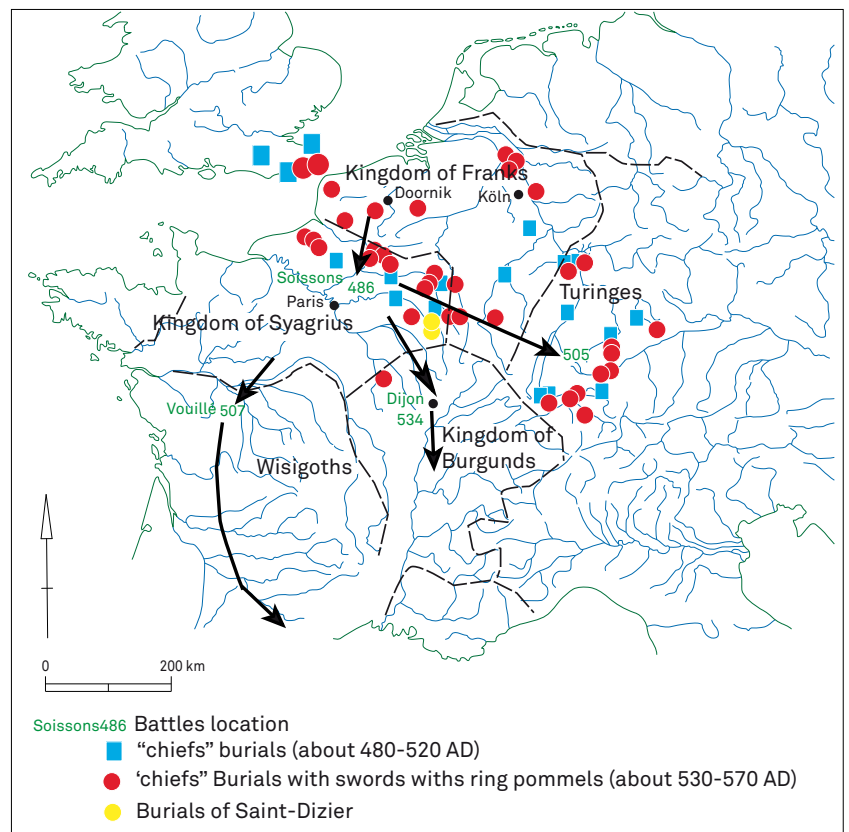 Kingdom of Franks
Doornik
Köln
Soissons
486
Turinges
Paris
Kingdom of Syagrius
505
Dijon
534
Vouillé 507
Kingdom of
Burgunds
Wisigoths
0 200 km
Soissons486 Battles location
“chiefs” burials (about 480-520 AD)
‘chiefs” Burials with swords withs ring pommels (about 530-570 AD)
Burials of Saint-Dizier